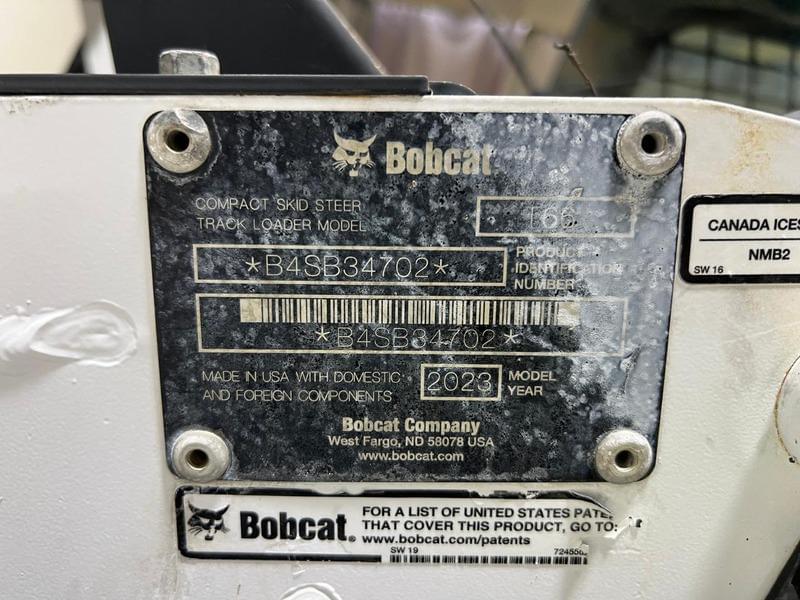 Bobcat
COMPACT SKID STEER
TRACK LOADER MODEL
T66
*B4SB34702*
PRODUCT
IDENTIFICATION
NUMBER
*B4SB34702*
MADE IN USA WITH DOMESTIC
AND FOREIGN COMPONENTS
2023
MODEL
YEAR
Bobcat Company
West Fargo, ND 58078 USA
www.bobcat.com
CANADA ICES
NMB2
SW 16
Bobcat®
FOR A LIST OF UNITED STATES
THAT COVER THIS PRODUCT, GO TO:
www.bobcat.com/patents
SW 19